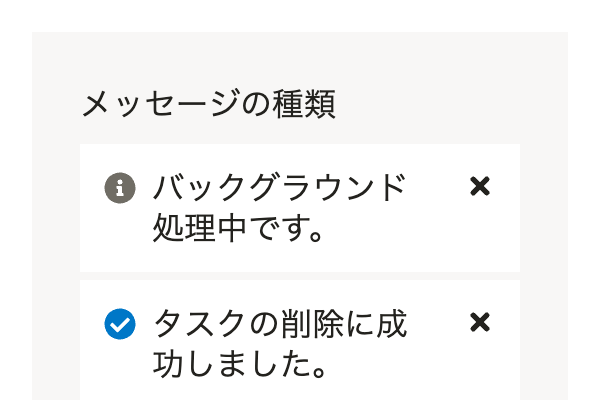 メッセージの種類
バックグラウンド
処理中です。
タスクの削除に成
功しました。